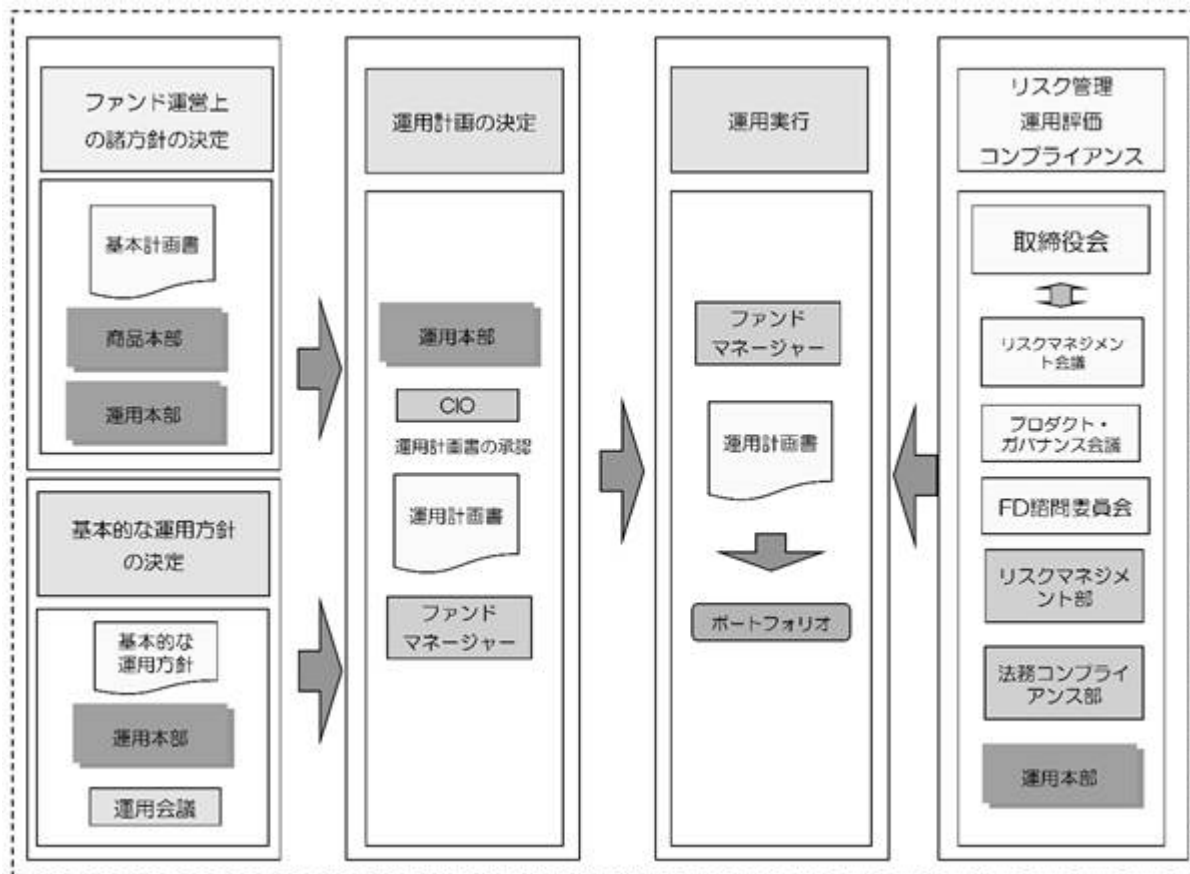 ファンド運営上
の諸方針の決定
基本計画書
商品本部
運用本部
基本的な運用方針
の決定
基本的な
運用方針
運用本部
運用会議
運用計画の決定
運用本部
CIO
運用計画書の承認
運用計画書
ファンド
マネージャー
運用実行
ファンド
マネージャー
運用計画書
ポートフォリオ
リスク管理
運用評価
コンプライアンス
取締役会
リスクマネジメン
ト会議
プロダクト・
ガバナンス会議
FD諮問委員会
リスクマネジメ
ント部
法務コンプライ
アンス部
運用本部